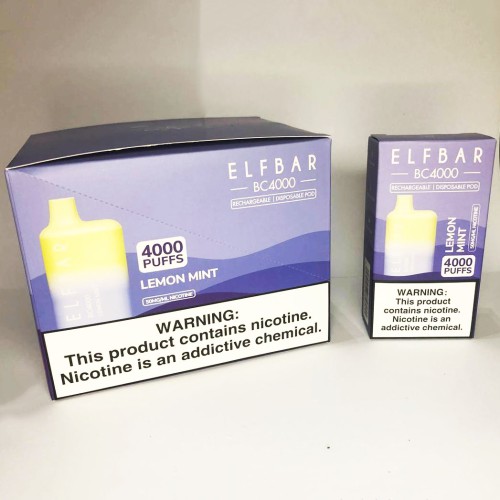 ELFBAR
BC4000
RECHARGEABLE | DISPOSABLE POD
4000
PUFFS
LEMON MINT
50MG/ML NICOTINE
ELFBAR
WARNING:
This product contains nicotine.
Nicotine is an addictive chemical.
ELFBAR
BC4000
RECHARGEABLE | DISPOSABLE POD
LEMON
MINT
50MG/ML NICOTINE
4000
PUFFS
WARNING:
This product
contains nicotine.
Nicotine is an
addictive chemical.